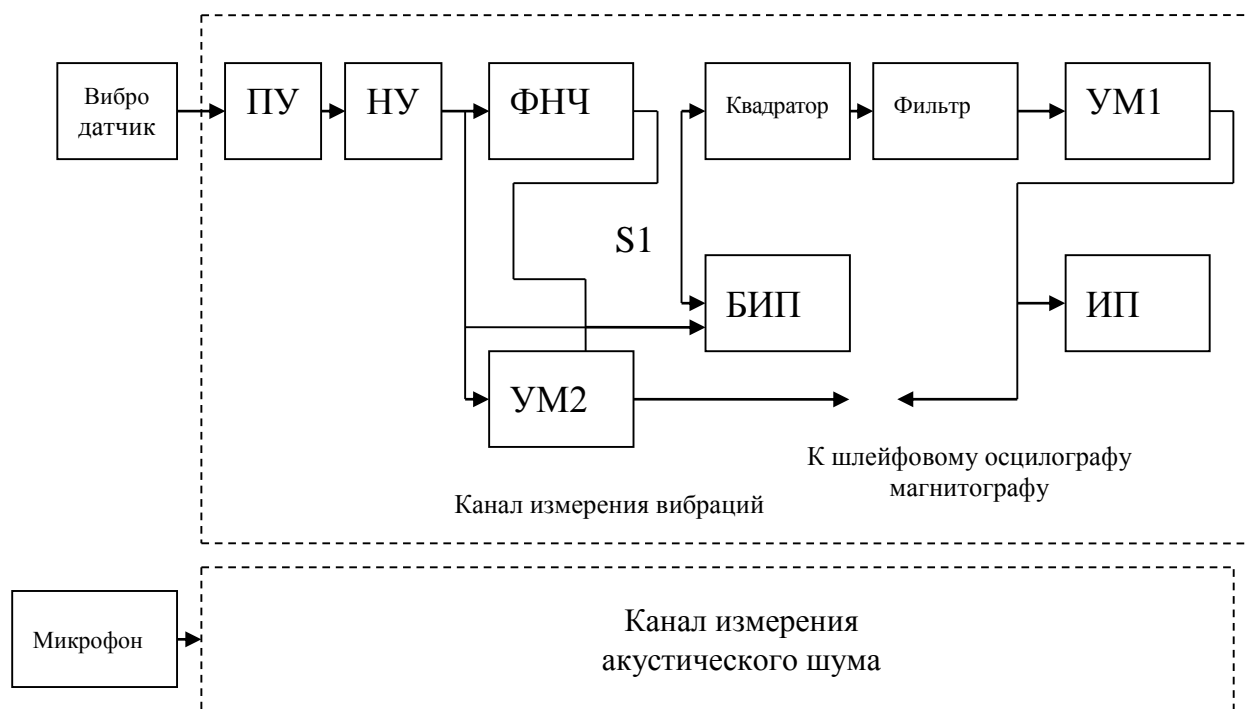 Вибро
датчик
ПУ
НУ
ФНЧ
Квадратор
Фильтр
УМ1
S1
БИП
ИП
УМ2
К шлейфовому осцилографу
магнитографу
Канал измерения вибраций
Микрофон
Канал измерения
акустического шума